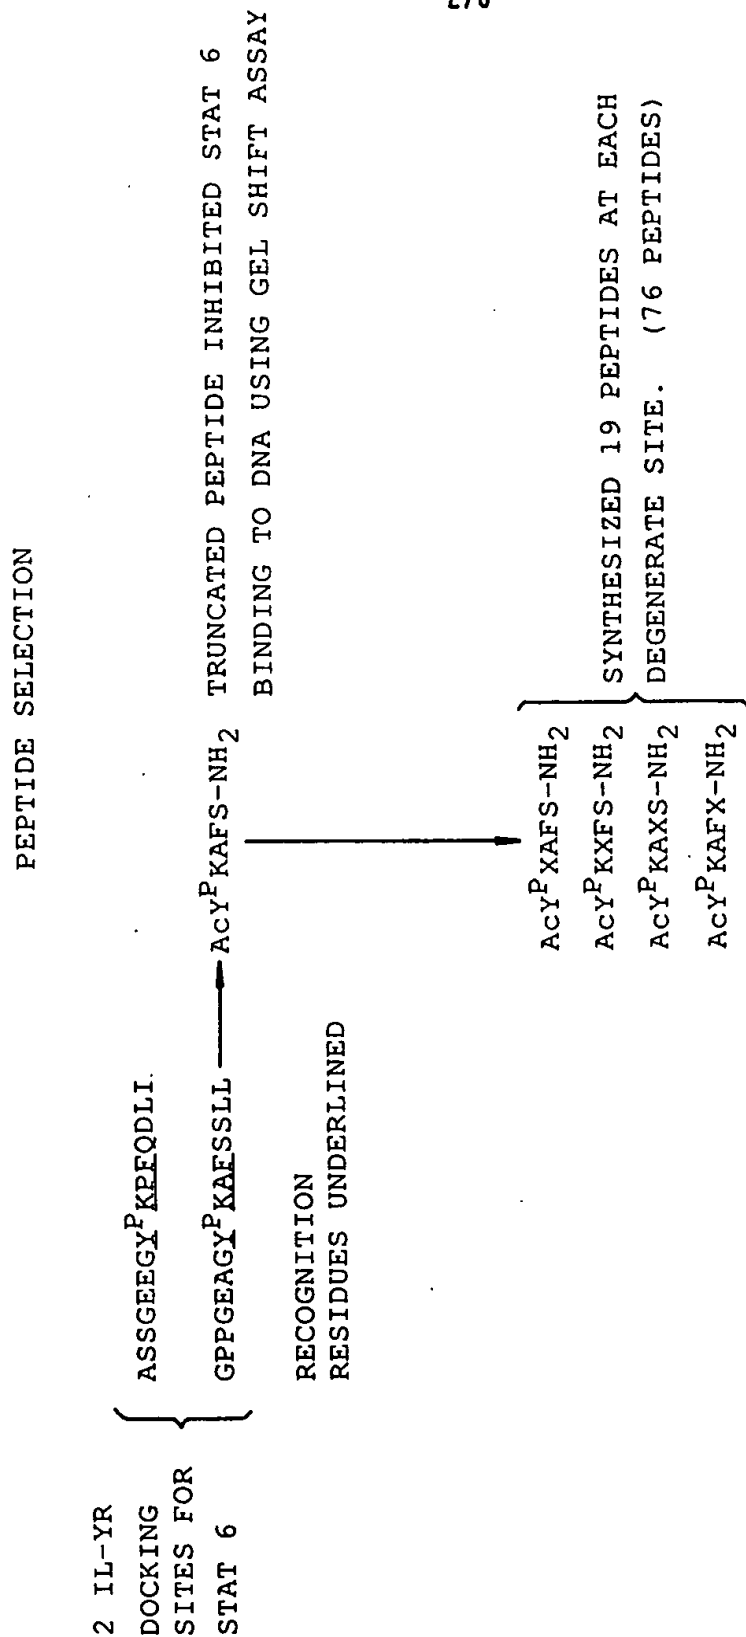 PEPTIDE SELECTION
2 IL-YR
DOCKING
SITES FOR
STAT 6
ASSGEEGYPKPFQDLI.
GPPGEAGYPKAFSSLL
RECOGNITION
RESIDUES UNDERLINED
AcYPKAFS-NH2
TRUNCATED PEPTIDE INHIBITED STAT 6
BINDING TO DNA USING GEL SHIFT ASSAY
AcYPXAFS-NH2
AcYPKXFS-NH2
AcYPKAXS-NH2
AcYPKAFX-NH2
SYNTHESIZED 19 PEPTIDES AT EACH
DEGENERATE SITE. (76 PEPTIDES)